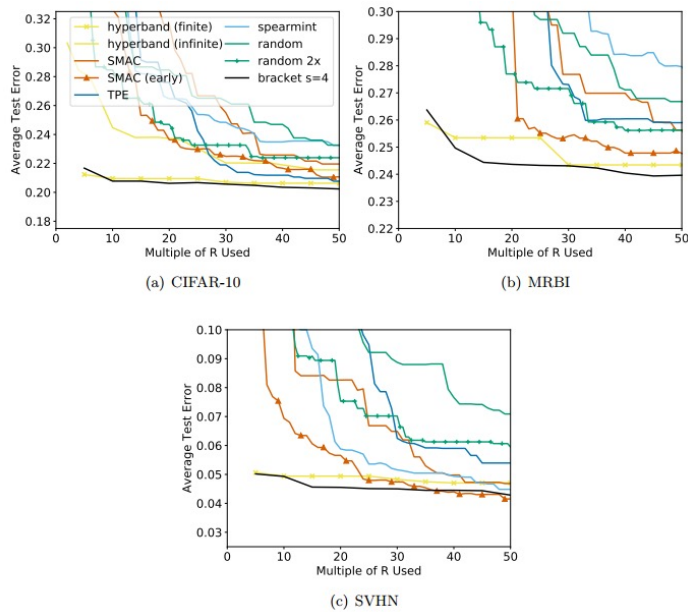 0.32
0.30
0.28
0.26
0.24
0.22
0.20
0.18
Average Test Error
hyperband (finite)
hyperband (infinite)
SMAC
SMAC (early)
TPE
spearmint
random
random 2x
bracket s=4
0 10 20 30 40 50
Multiple of R Used
(a) CIFAR-10
0.30
0.29
0.28
0.27
0.26
0.25
0.24
0.23
0.22
Average Test Error
0 10 20 30 40 50
Multiple of R Used
(b) MRBI
0.10
0.09
0.08
0.07
0.06
0.05
0.04
0.03
Average Test Error
0 10 20 30 40 50
Multiple of R Used
(c) SVHN